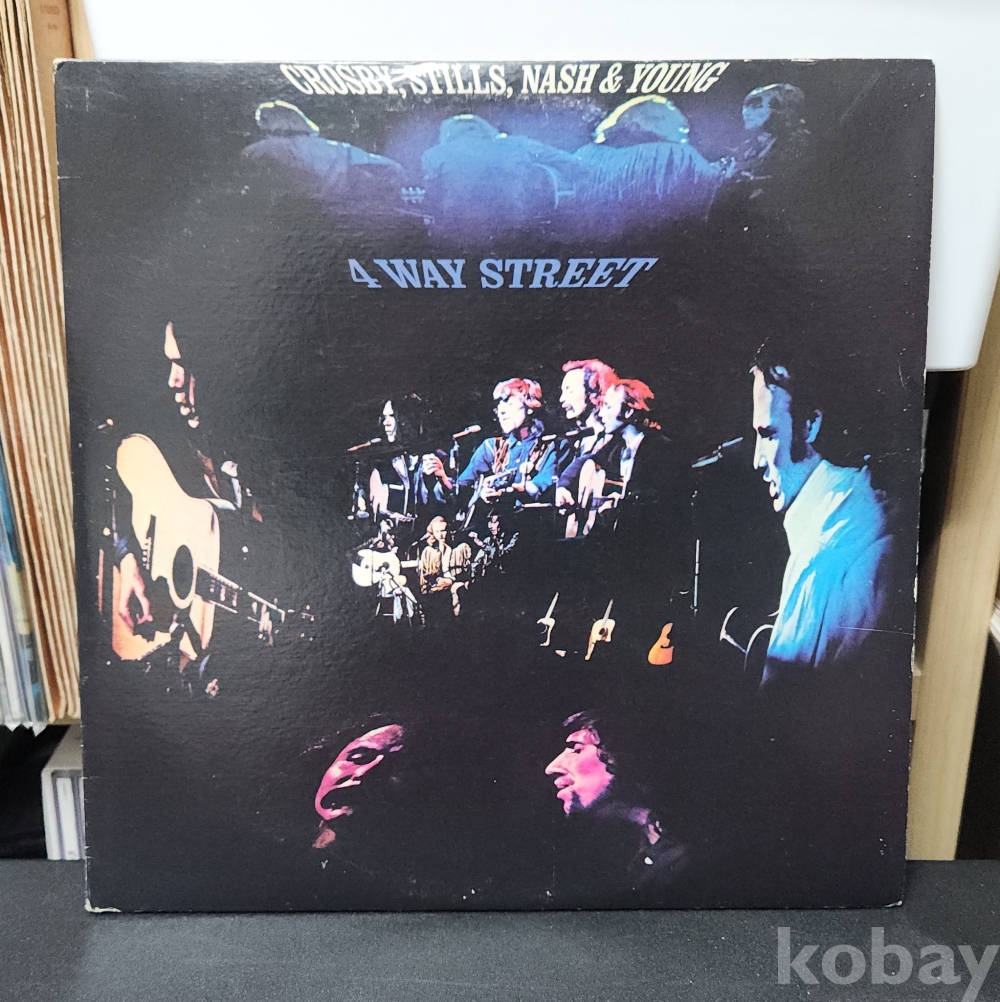 CROSBY, STILLS, NASH & YOUNG
4 WAY STREET
kobay